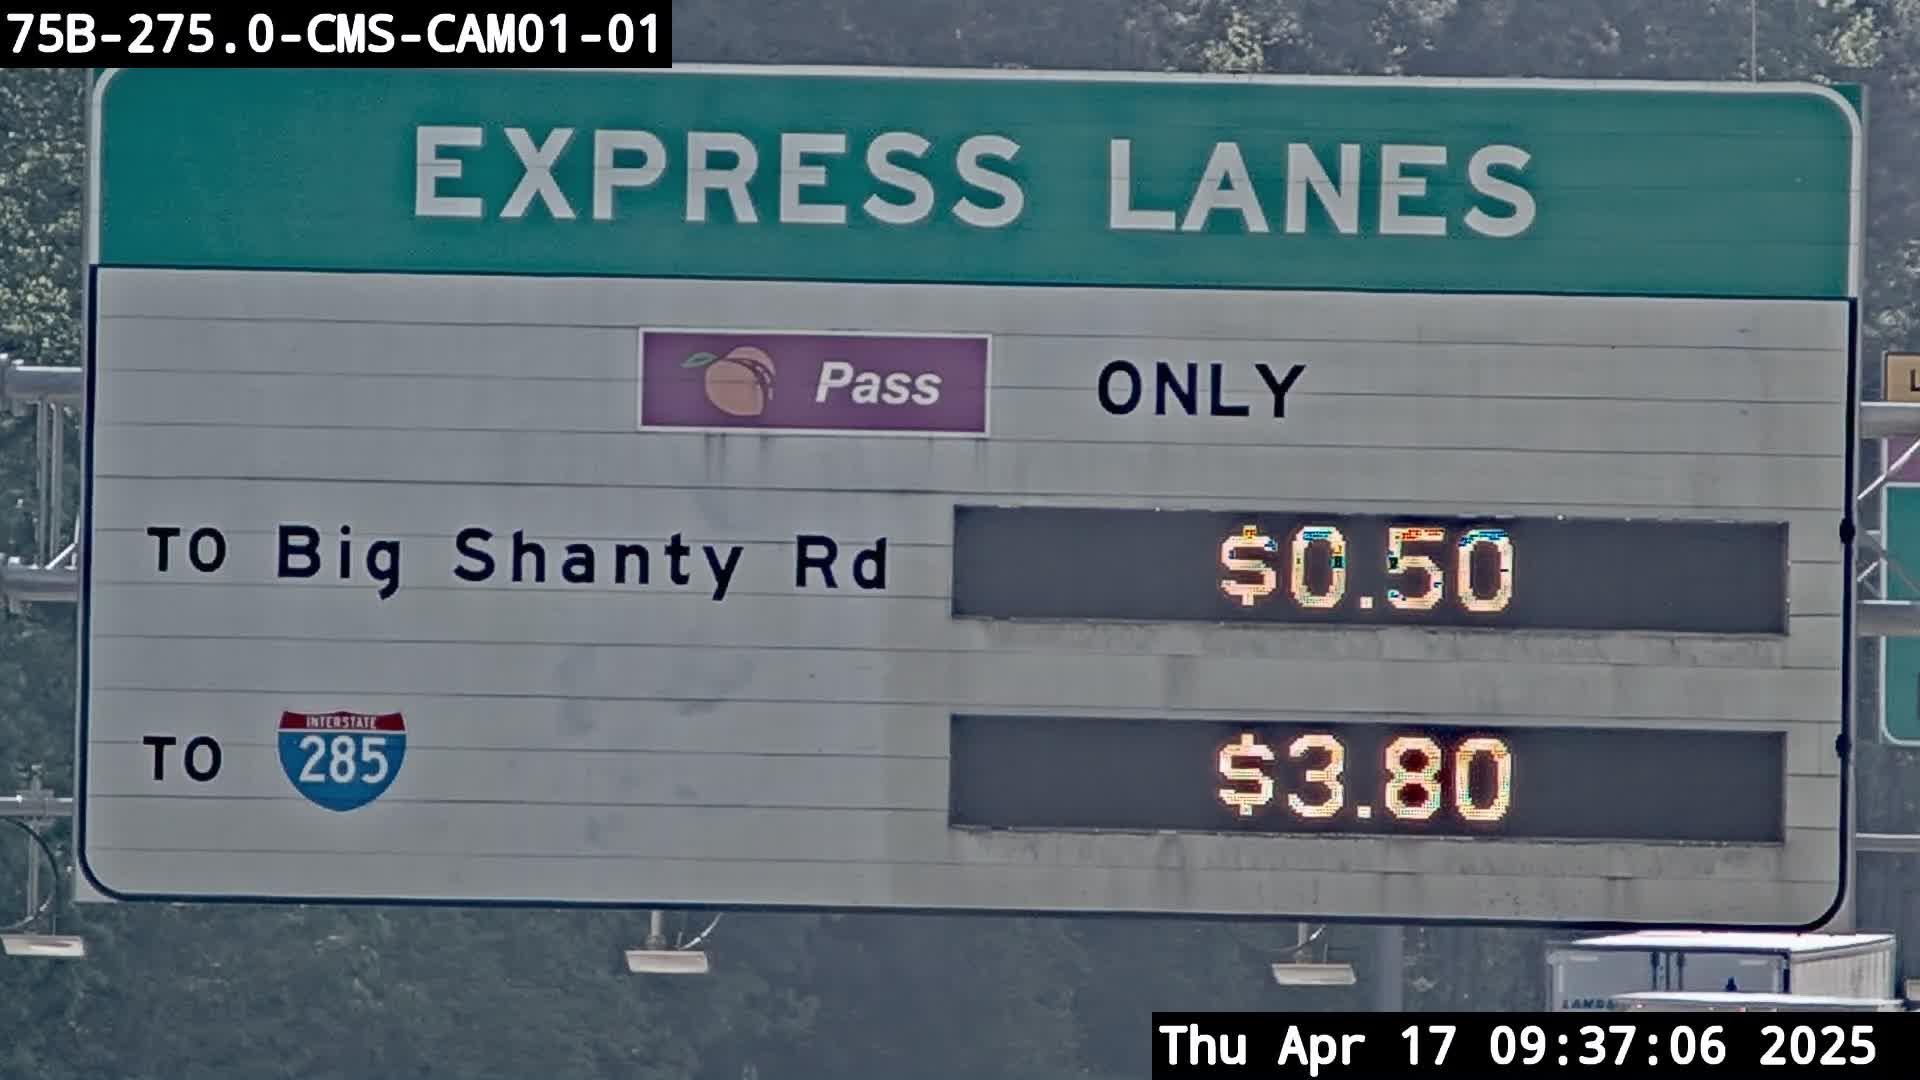 75B-275.0-CMS-CAM01-01
EXPRESS LANES
Pass ONLY
TO Big Shanty Rd $0.50
TO INTERSTATE 285 $3.80
Thu Apr 17 09:37:06 2025